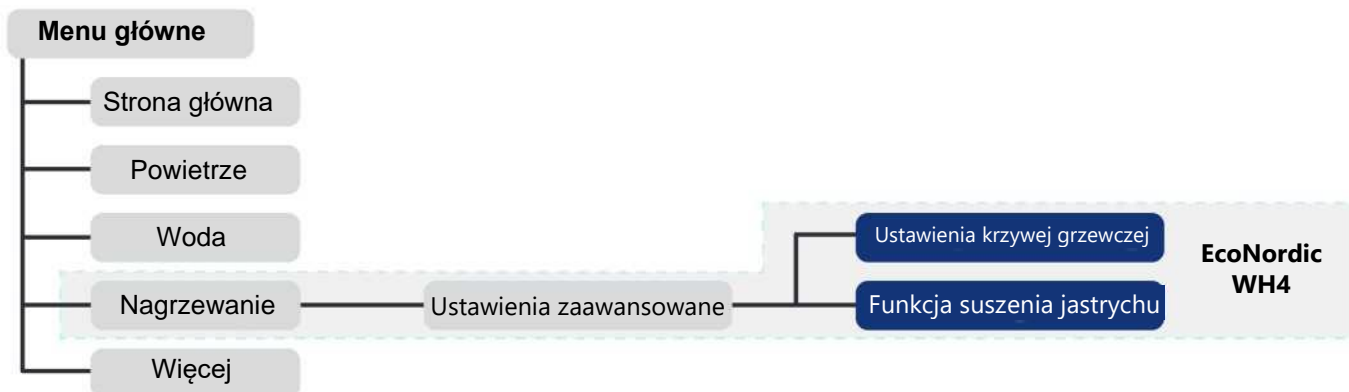 Menu główne
Strona główna
Powietrze
Woda
Nagrzewanie
Ustawienia zaawansowane
Ustawienia krzywej grzewczej
Funkcja suszenia jastrychu
EcoNordic
WH4
Więcej